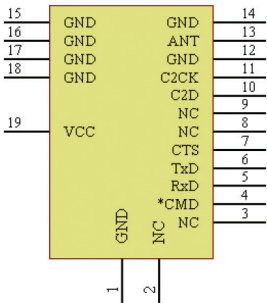 15 GND GND 14
16 GND ANT 13
17 GND GND 12
18 GND C2CK 11
C2D 10
NC 9
19 VCC NC 8
CTS 7
TxD 6
RxD 5
*CMD 4
NC 3
GND NC
1 2